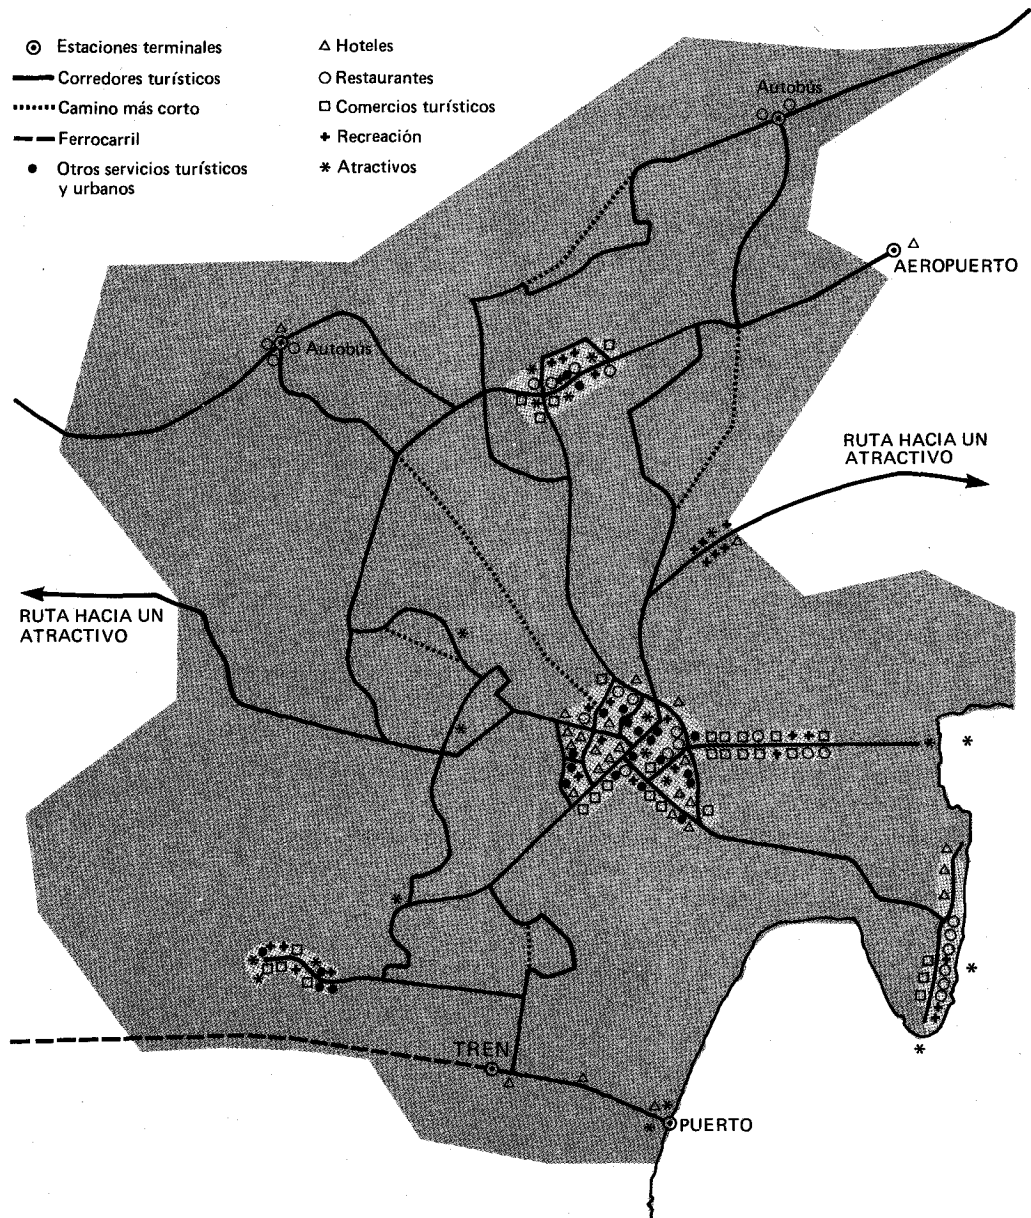 Estaciones terminales
Corredores turísticos
Camino más corto
Ferrocarril
Otros servicios turísticos
y urbanos
Hoteles
Restaurantes
Comercios turísticos
Recreación
Atractivos
Autobús
AEROPUERTO
Autobús
RUTA HACIA UN
ATRACTIVO
RUTA HACIA UN
ATRACTIVO
TREN
PUERTO